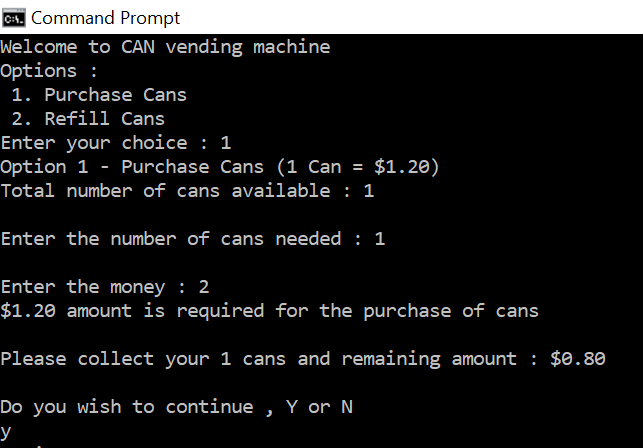 Command Prompt
Welcome to CAN vending machine
Options :
1. Purchase Cans
2. Refill Cans
Enter your choice : 1
Option 1 - Purchase Cans (1 Can = $1.20)
Total number of cans available : 1
Enter the number of cans needed : 1
Enter the money : 2
$1.20 amount is required for the purchase of cans
Please collect your 1 cans and remaining amount : $0.80
Do you wish to continue , Y or N
y